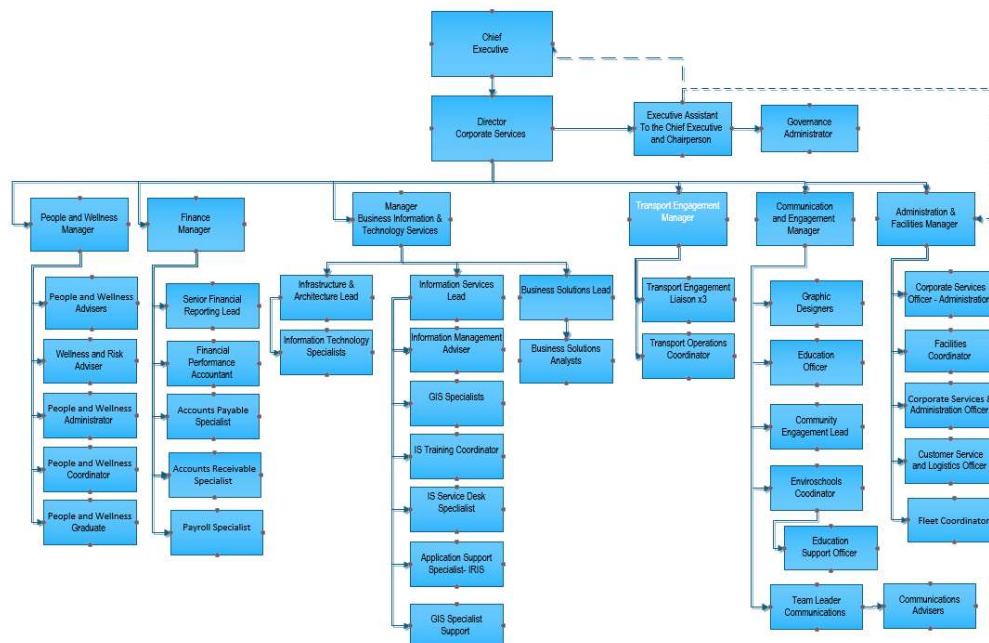 Chief
Executive
Director
Corporate Services
Executive Assistant
To the Chief Executive
and Chairperson
Governance
Administrator
People and Wellness
Manager
Finance
Manager
Manager
Business Information &
Technology Services
Transport Engagement
Manager
Communication
and Engagement
Manager
Administration &
Facilities Manager
People and Wellness
Advisers
Wellness and Risk
Adviser
People and Wellness
Administrator
People and Wellness
Coordinator
People and Wellness
Graduate
Senior Financial
Reporting Lead
Financial
Performance
Accountant
Accounts Payable
Specialist
Accounts Receivable
Specialist
Payroll Specialist
Infrastructure &
Architecture Lead
Information Technology
Specialists
Information Services
Lead
Information Management
Adviser
GIS Specialists
IS Training Coordinator
IS Service Desk
Specialist
Application Support
Specialist- IRIS
GIS Specialist
Support
Business Solutions Lead
Business Solutions
Analysts
Transport Engagement
Liaison x3
Transport Operations
Coordinator
Graphic
Designers
Education
Officer
Community
Engagement Lead
Enviroschools
Coodinator
Education
Support Officer
Team Leader
Communications
Communications
Advisers
Corporate Services
Officer - Administration
Facilities
Coordinator
Corporate Services &
Administration Officer
Customer Service
and Logistics Officer
Fleet Coordinator